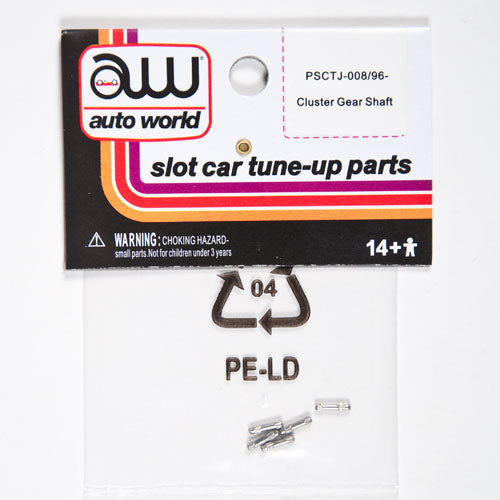 aw
auto world
PSCTJ-008/96-
Cluster Gear Shaft
slot car tune-up parts
WARNING: CHOKING HAZARD-
small parts. Not for children under 3 years
14+
04
PE-LD